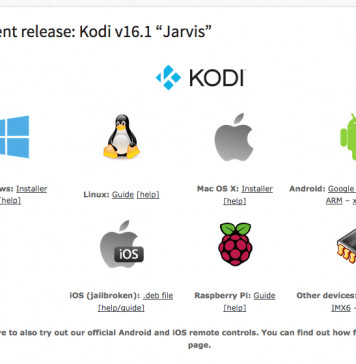 ent release: Kodi v16.1 “Jarvis”
KODI
ws: Installer
[help]
Linux: Guide [help]
Mac OS X: Installer
[help]
Android: Google
ARM – x
iOS
iOS (jailbroken): .deb file
[help/guide]
Raspberry Pi: Guide
[help]
Other devices:
IMX6 –
re to also try out our official Android and iOS remote controls. You can find out how f
page.